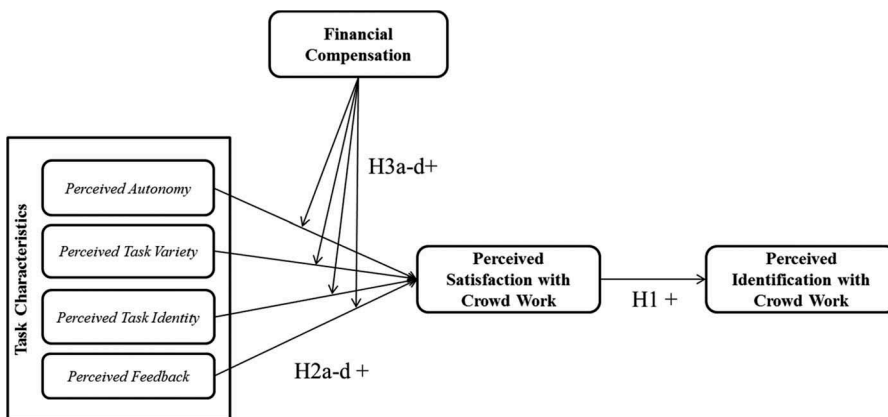 Financial
Compensation
H3a-d+
Task Characteristics
Perceived Autonomy
Perceived Task Variety
Perceived Task Identity
Perceived Feedback
H2a-d +
Perceived
Satisfaction with
Crowd Work
H1 +
Perceived
Identification with
Crowd Work